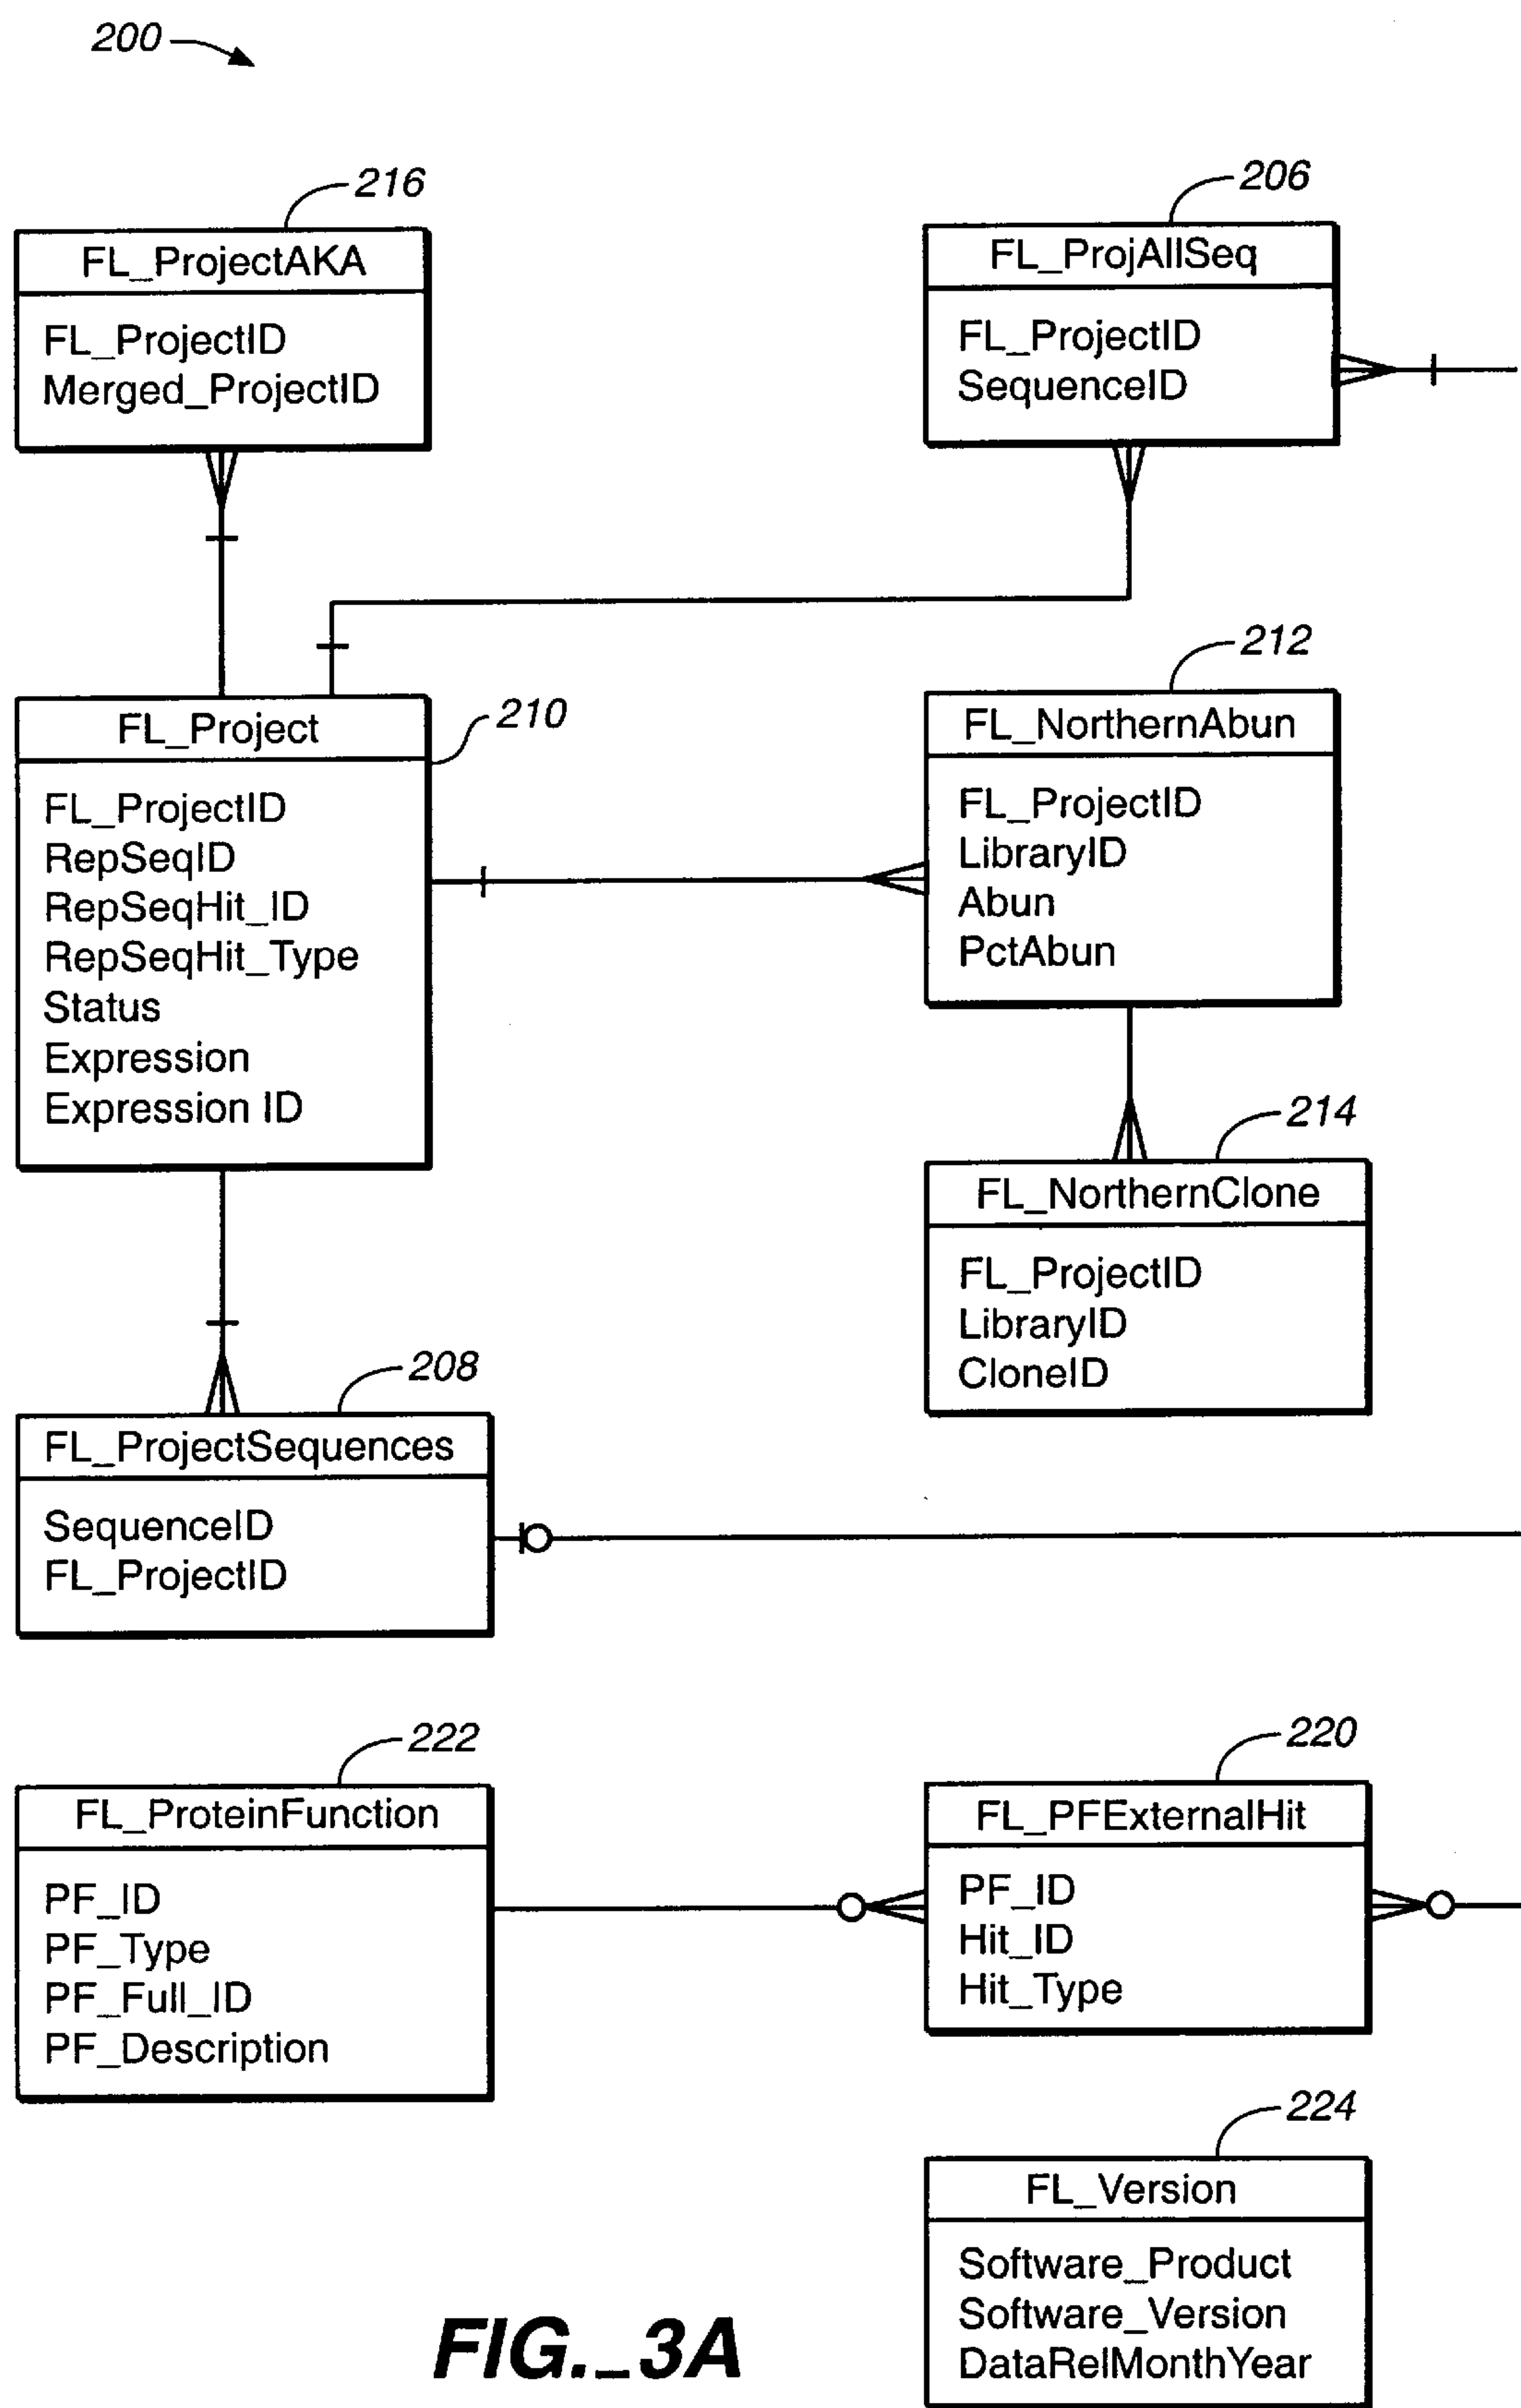 200
216
FL_ProjectAKA
FL_ProjectID
Merged_ProjectID
206
FL_ProjAllSeq
FL_ProjectID
SequenceID
210
FL_Project
FL_ProjectID
RepSeqID
RepSeqHit_ID
RepSeqHit_Type
Status
Expression
Expression ID
212
FL_NorthernAbun
FL_ProjectID
LibraryID
Abun
PctAbun
214
FL_NorthernClone
FL_ProjectID
LibraryID
CloneID
208
FL_ProjectSequences
SequenceID
FL_ProjectID
222
FL_ProteinFunction
PF_ID
PF_Type
PF_Full_ID
PF_Description
220
FL_PFExternalHit
PF_ID
Hit_ID
Hit_Type
224
FL_Version
Software_Product
Software_Version
DataRelMonthYear
FIG._3A